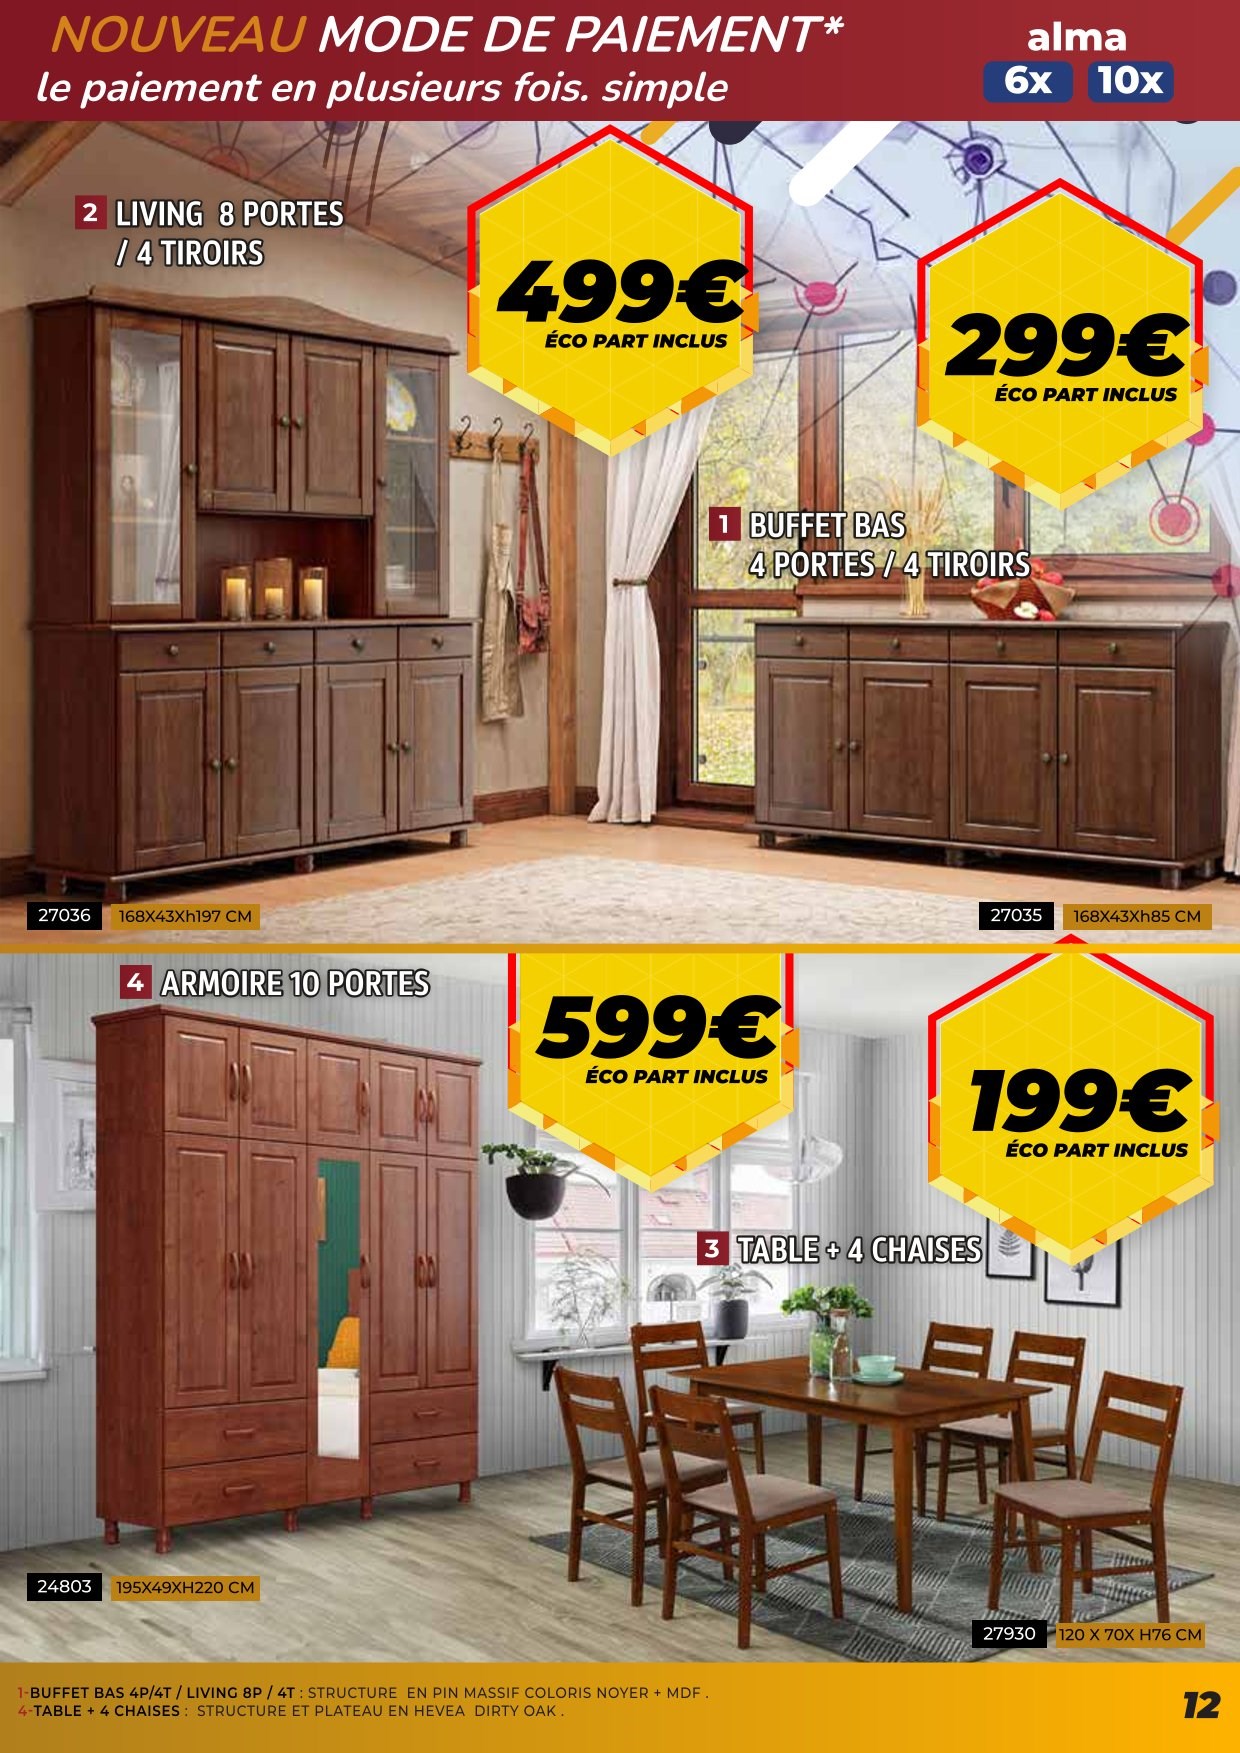 NOUVEAU MODE DE PAIEMENT*
le paiement en plusieurs fois. simple
alma
6x 10x
2 LIVING 8 PORTES
/ 4 TIROIRS
499€
ÉCO PART INCLUS
299€
ÉCO PART INCLUS
1 BUFFET BAS
4 PORTES / 4 TIROIRS
27036 168X43Xh197 CM
27035 168X43Xh85 CM
4 ARMOIRE 10 PORTES
599€
ÉCO PART INCLUS
199€
ÉCO PART INCLUS
3 TABLE + 4 CHAISES
24803 195X49XH220 CM
27930 120 X 70X H76 CM
1-BUFFET BAS 4P/4T / LIVING 8P / 4T : STRUCTURE EN PIN MASSIF COLORIS NOYER + MDF .
4-TABLE + 4 CHAISES : STRUCTURE ET PLATEAU EN HEVEA DIRTY OAK .
12